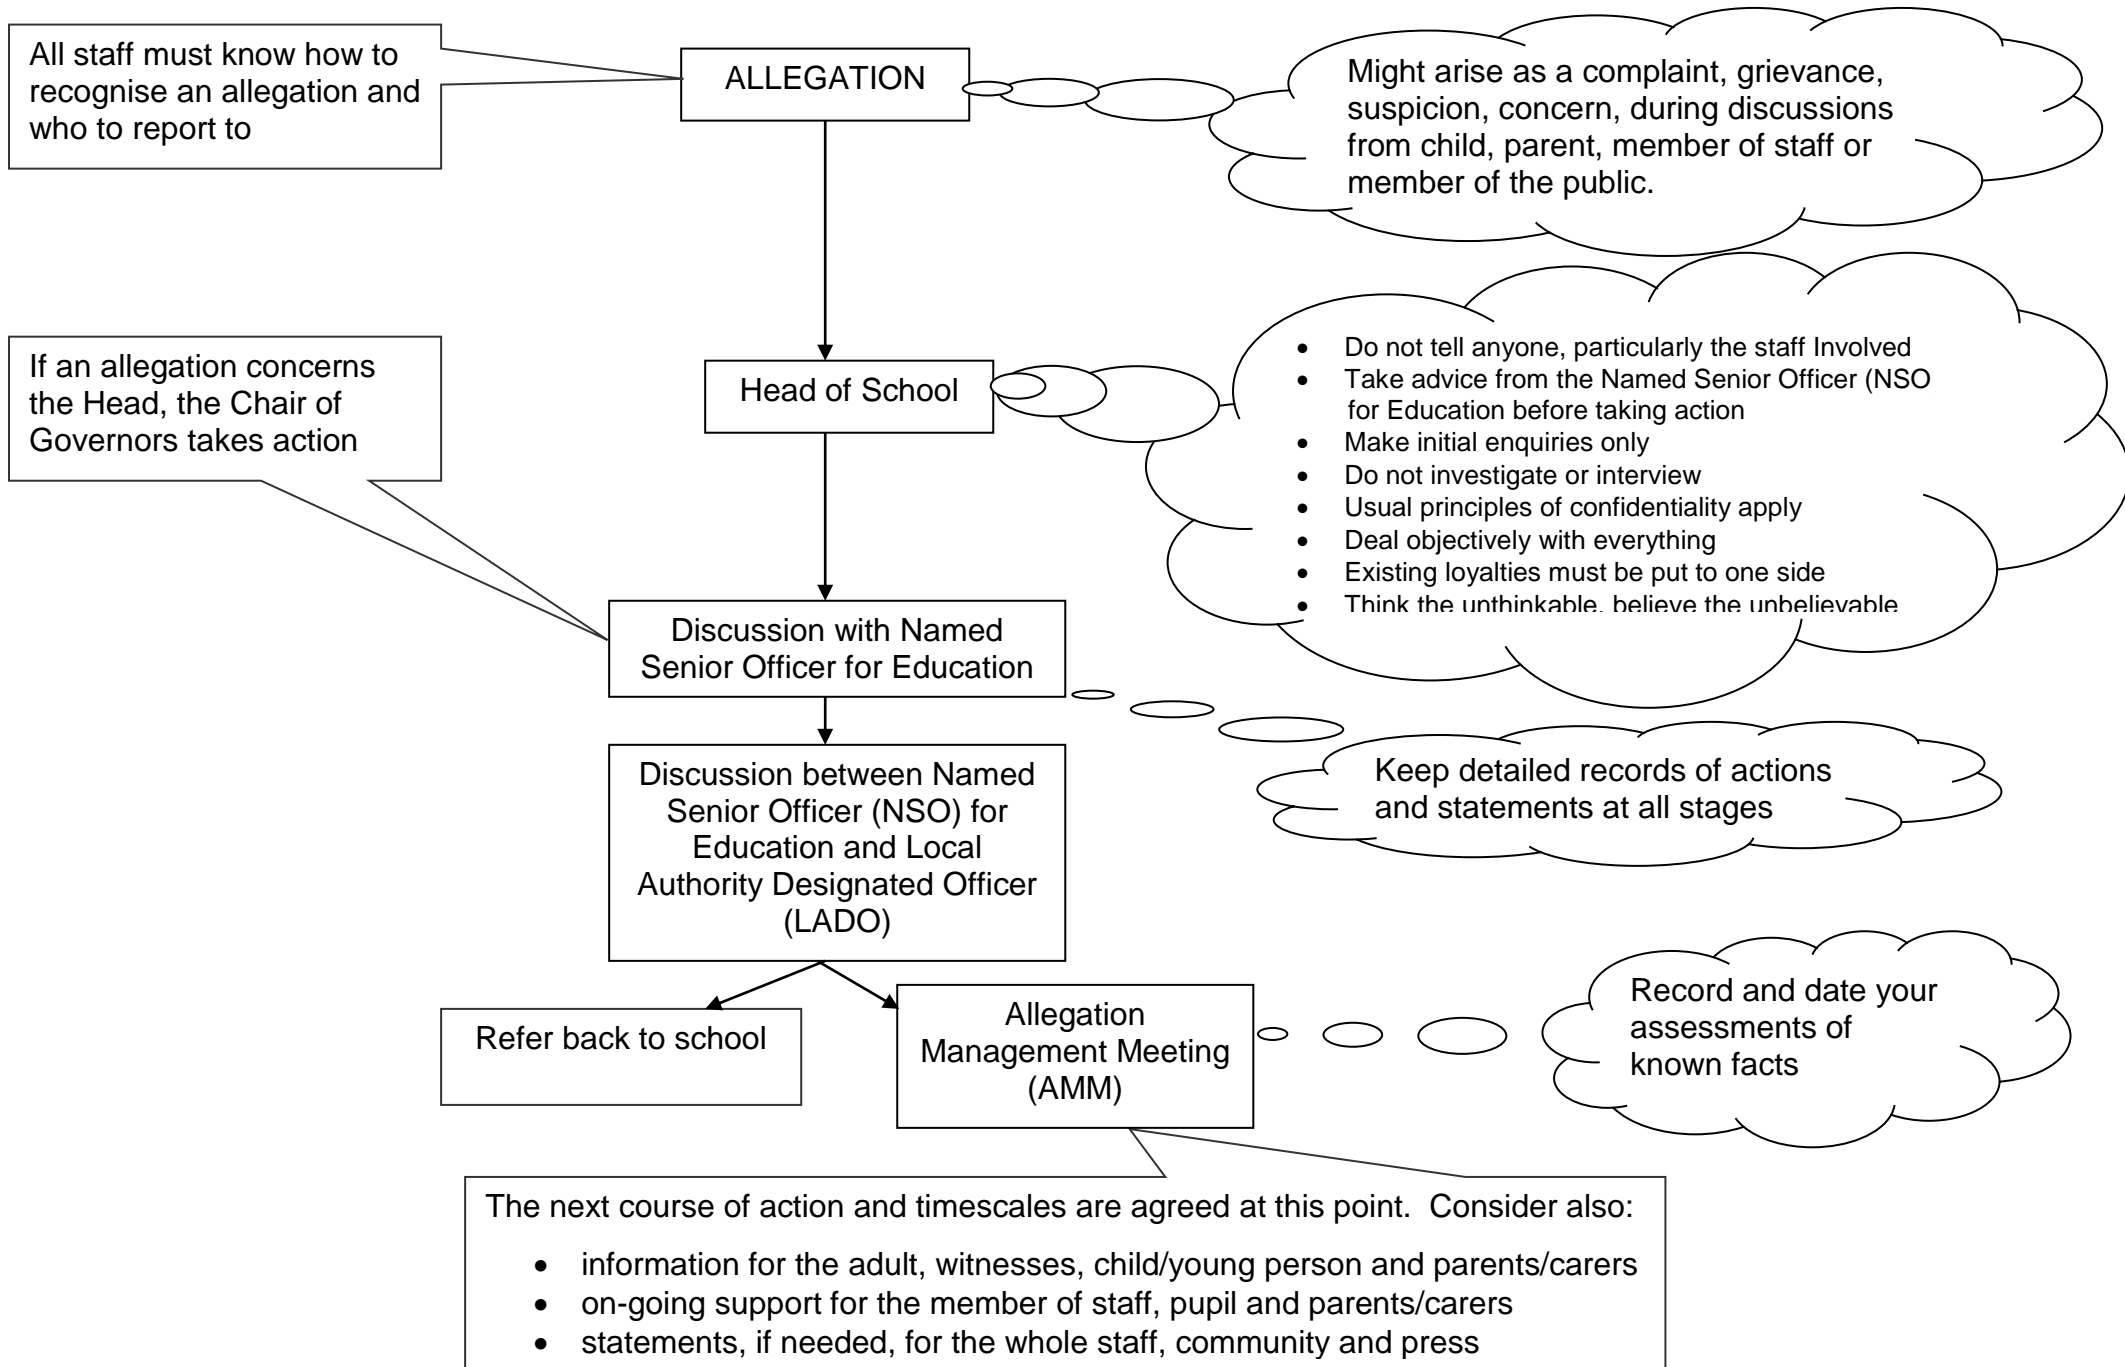 All staff must know how to
recognise an allegation and
who to report to
ALLEGATION
Might arise as a complaint, grievance,
suspicion, concern, during discussions
from child, parent, member of staff or
member of the public.
If an allegation concerns
the Head, the Chair of
Governors takes action
Head of School
• Do not tell anyone, particularly the staff Involved
• Take advice from the Named Senior Officer (NSO
for Education before taking action
• Make initial enquiries only
• Do not investigate or interview
• Usual principles of confidentiality apply
• Deal objectively with everything
• Existing loyalties must be put to one side
• Think the unthinkable, believe the unbelievable
Discussion with Named
Senior Officer for Education
Keep detailed records of actions
and statements at all stages
Discussion between Named
Senior Officer (NSO) for
Education and Local
Authority Designated Officer
(LADO)
Refer back to school
Allegation
Management Meeting
(AMM)
Record and date your
assessments of
known facts
The next course of action and timescales are agreed at this point.  Consider also:
• information for the adult, witnesses, child/young person and parents/carers
• on-going support for the member of staff, pupil and parents/carers
• statements, if needed, for the whole staff, community and press